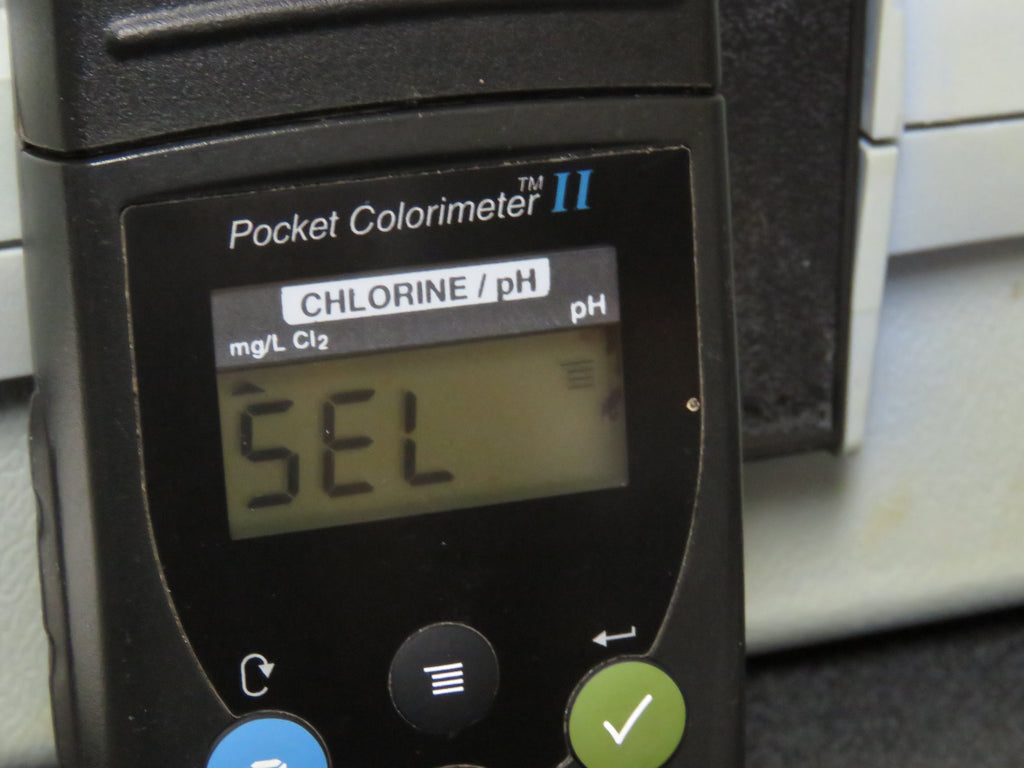 Pocket Colorimeter™ II
CHLORINE / pH
mg/L Cl₂ pH
SEL